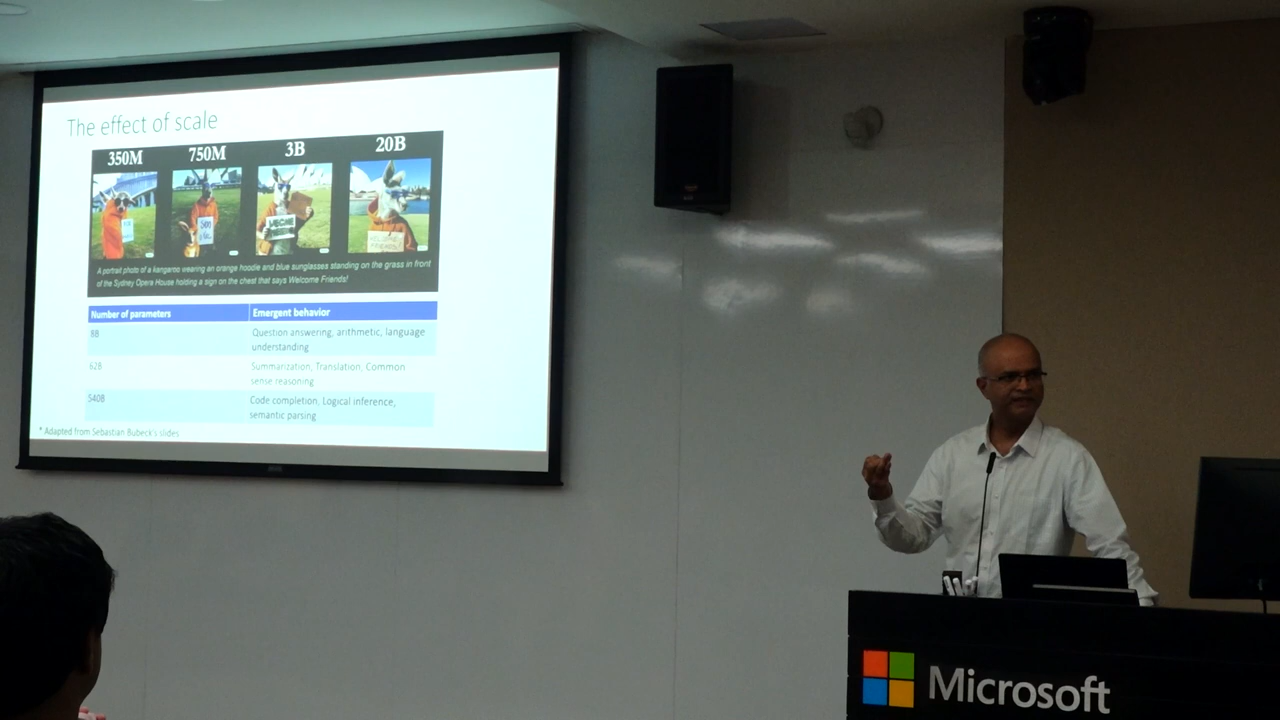 The effect of scale
350M 750M 3B 20B
WELCOME
WELCOME
FRIENDS
A portrait photo of a kangaroo wearing an orange hoodie and blue sunglasses standing on the grass in front
of the Sydney Opera House holding a sign on the chest that says Welcome Friends!
Number of parameters Emergent behavior
8B Question answering, arithmetic, language
understanding
62B Summarization, Translation, Common
sense reasoning
540B Code completion, Logical inference,
semantic parsing
* Adapted from Sebastian Bubeck's slides
Microsoft